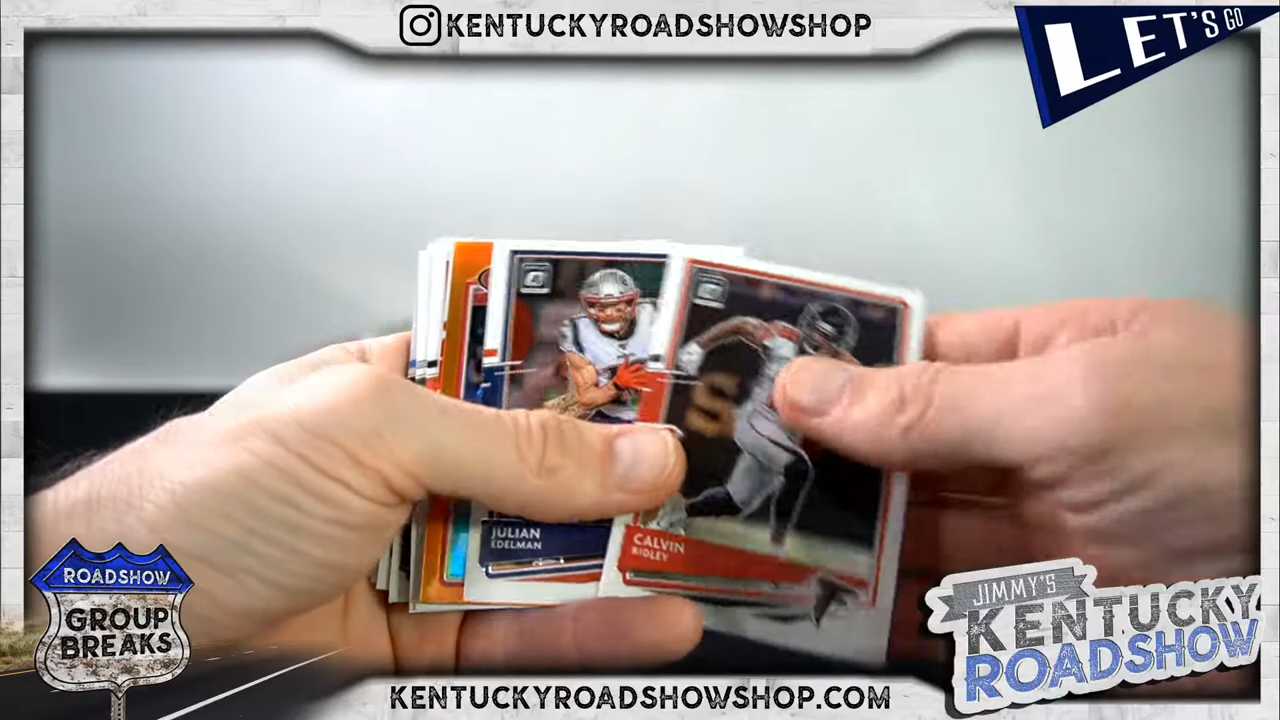 KENTUCKYROADSHOWSHOP
LET'S GO
JULIAN
EDELMAN
CALVIN
RIDLEY
ROADSHOW
GROUP
BREAKS
JIMMY'S
KENTUCKY
ROADSHOW
KENTUCKYROADSHOWSHOP.COM